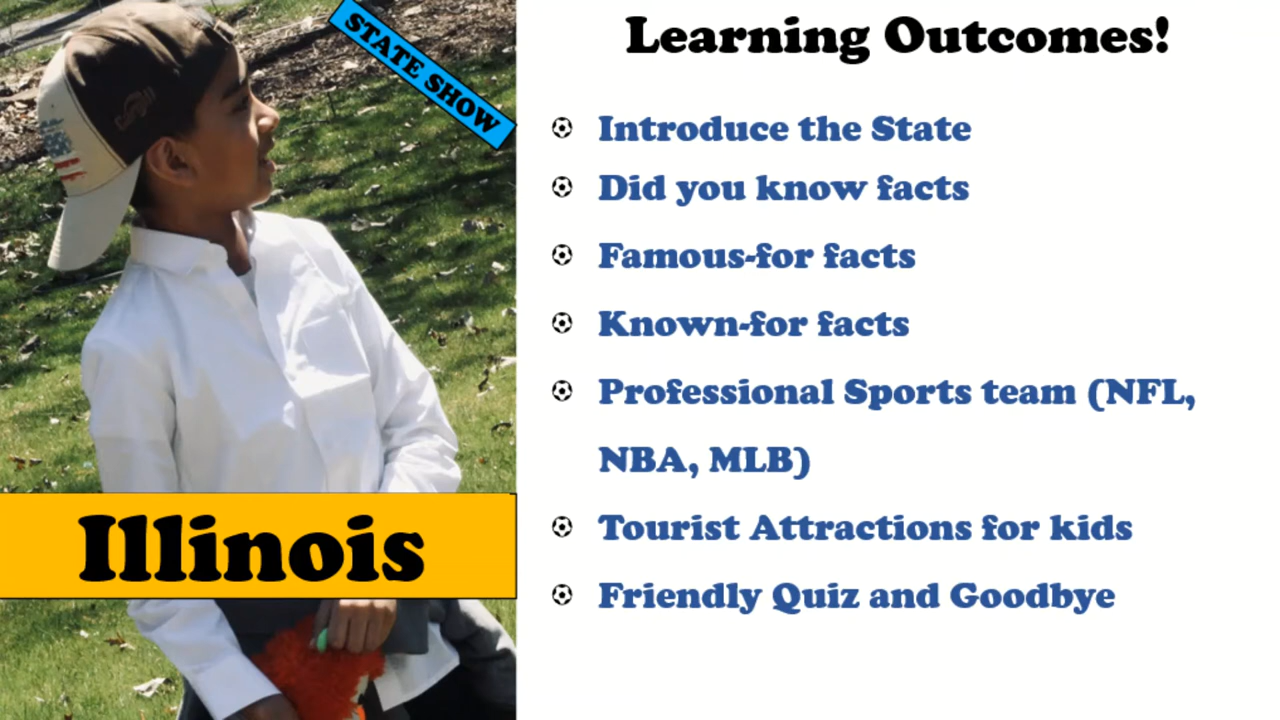 STATE SHOW
Illinois
Learning Outcomes!
Introduce the State
Did you know facts
Famous-for facts
Known-for facts
Professional Sports team (NFL,
NBA, MLB)
Tourist Attractions for kids
Friendly Quiz and Goodbye